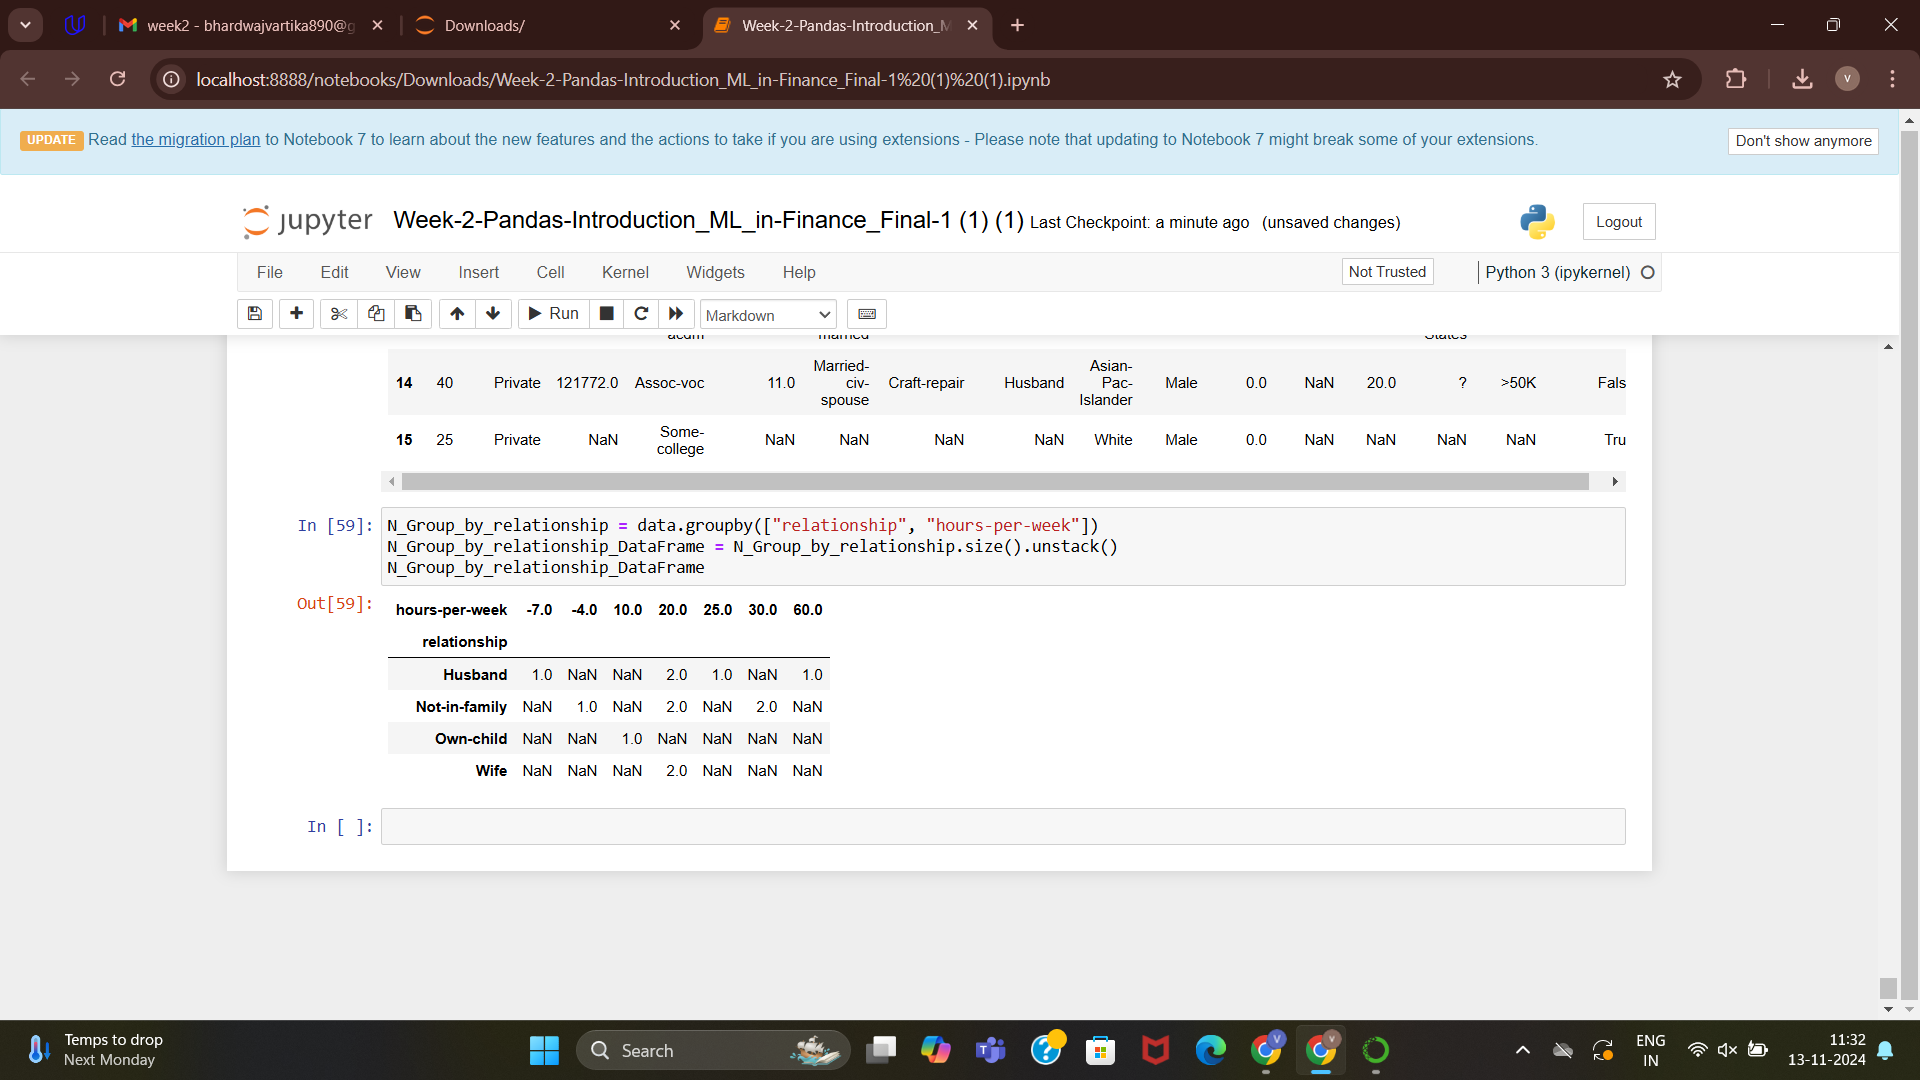 week2 - bhardwajvartika890@g
Downloads/
Week-2-Pandas-Introduction_M
localhost:8888/notebooks/Downloads/Week-2-Pandas-Introduction_ML_in-Finance_Final-1%20(1)%20(1).ipynb
V
UPDATE Read the migration plan to Notebook 7 to learn about the new features and the actions to take if you are using extensions - Please note that updating to Notebook 7 might break some of your extensions.
Don't show anymore
jupyter Week-2-Pandas-Introduction_ML_in-Finance_Final-1 (1) (1) Last Checkpoint: a minute ago (unsaved changes)
Logout
File Edit View Insert Cell Kernel Widgets Help
Not Trusted
Python 3 (ipykernel)
Run
Markdown
acdm married States
14 40 Private 121772.0 Assoc-voc 11.0 Married-civ-spouse Craft-repair Husband Asian-Pac-Islander Male 0.0 NaN 20.0 ? >50K Fals
15 25 Private NaN Some-college NaN NaN NaN NaN White Male 0.0 NaN NaN NaN NaN Tru
In [59]: N_Group_by_relationship = data.groupby(["relationship", "hours-per-week"])
N_Group_by_relationship_DataFrame = N_Group_by_relationship.size().unstack()
N_Group_by_relationship_DataFrame
Out[59]:
hours-per-week -7.0 -4.0 10.0 20.0 25.0 30.0 60.0
relationship
Husband 1.0 NaN NaN 2.0 1.0 NaN 1.0
Not-in-family NaN 1.0 NaN 2.0 NaN 2.0 NaN
Own-child NaN NaN 1.0 NaN NaN NaN NaN
Wife NaN NaN NaN 2.0 NaN NaN NaN
In [ ]:
Temps to drop
Next Monday
Search
ENG
IN
11:32
13-11-2024